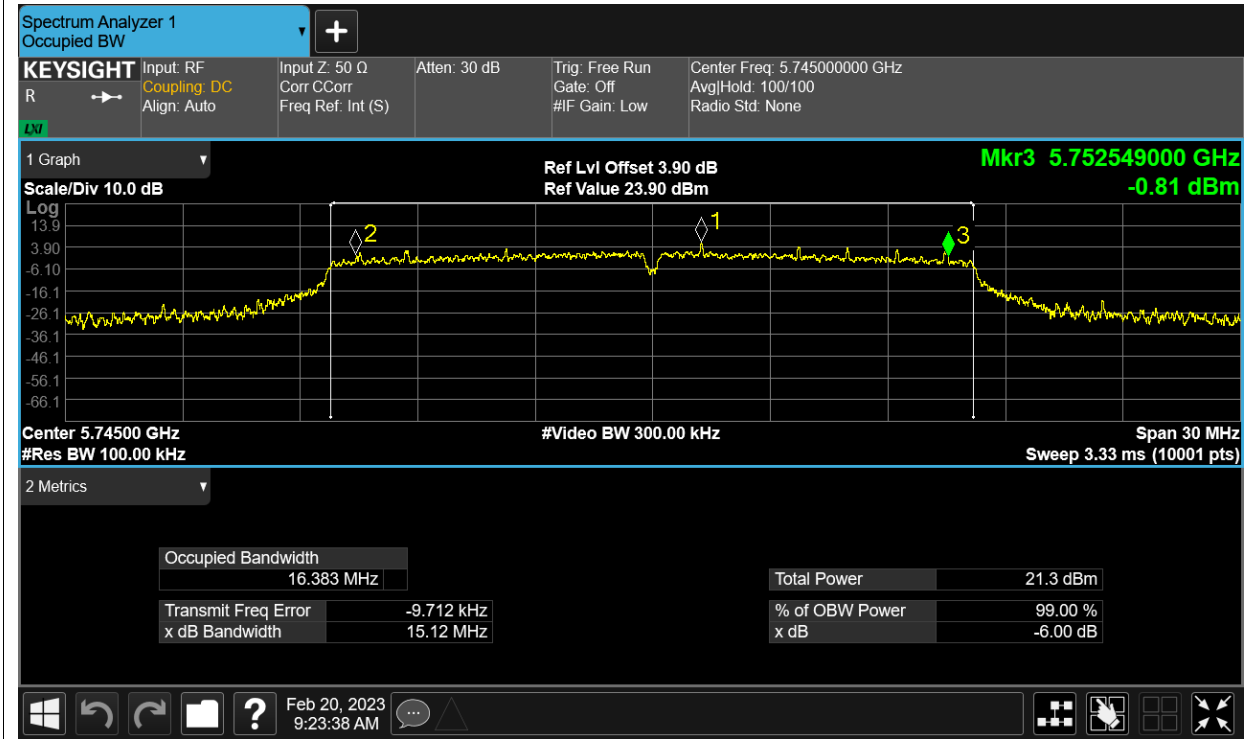 Spectrum Analyzer 1
Occupied BW
KEYSIGHT
R
LXI
Input: RF
Coupling: DC
Align: Auto
Input Z: 50 Ω
Corr CCorr
Freq Ref: Int (S)
Atten: 30 dB
Trig: Free Run
Gate: Off
#IF Gain: Low
Center Freq: 5.745000000 GHz
Avg|Hold: 100/100
Radio Std: None
1 Graph
Scale/Div 10.0 dB
Ref Lvl Offset 3.90 dB
Ref Value 23.90 dBm
Mkr3 5.752549000 GHz
-0.81 dBm
Log
13.9
3.90
-6.10
-16.1
-26.1
-36.1
-46.1
-56.1
-66.1
2
1
3
Center 5.74500 GHz
#Video BW 300.00 kHz
Span 30 MHz
#Res BW 100.00 kHz
Sweep 3.33 ms (10001 pts)
2 Metrics
Occupied Bandwidth
16.383 MHz
Total Power 21.3 dBm
Transmit Freq Error -9.712 kHz
% of OBW Power 99.00 %
x dB Bandwidth 15.12 MHz
x dB -6.00 dB
?
Feb 20, 2023
9:23:38 AM